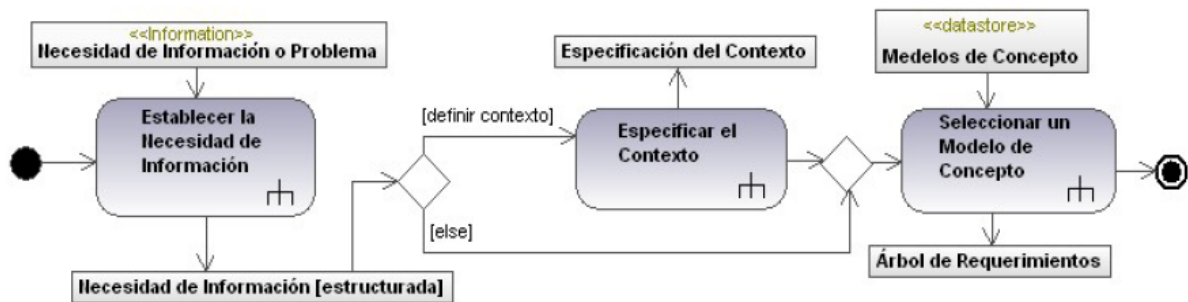 <<Information>>
Necesidad de Información o Problema
Establecer la
Necesidad de
Información
Necesidad de Información [estructurada]
[definir contexto]
[else]
Especificación del Contexto
Especificar el
Contexto
<<datastore>>
Medelos de Concepto
Seleccionar un
Modelo de
Concepto
Árbol de Requerimientos